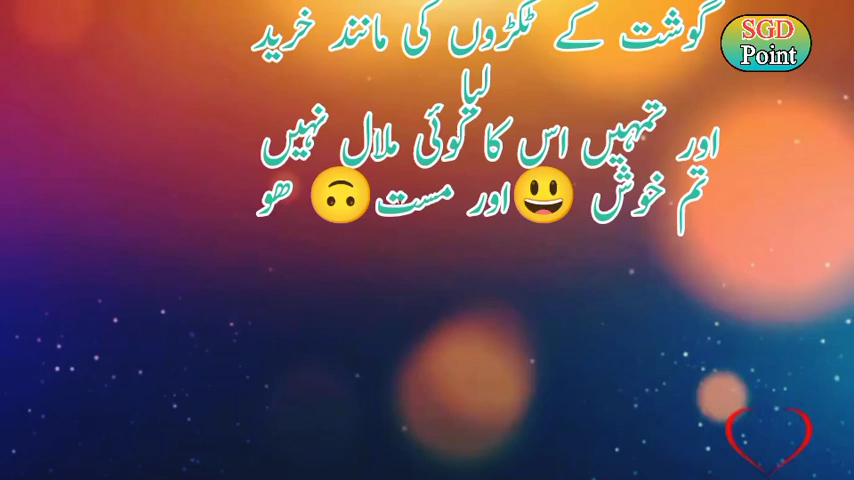 گوشت کے ٹکڑوں کی مانند خرید
لیا
اور تمہیں اس کا کوئی ملال نہیں
تم خوش 😃اور مست🙃 ھو
SGD
Point